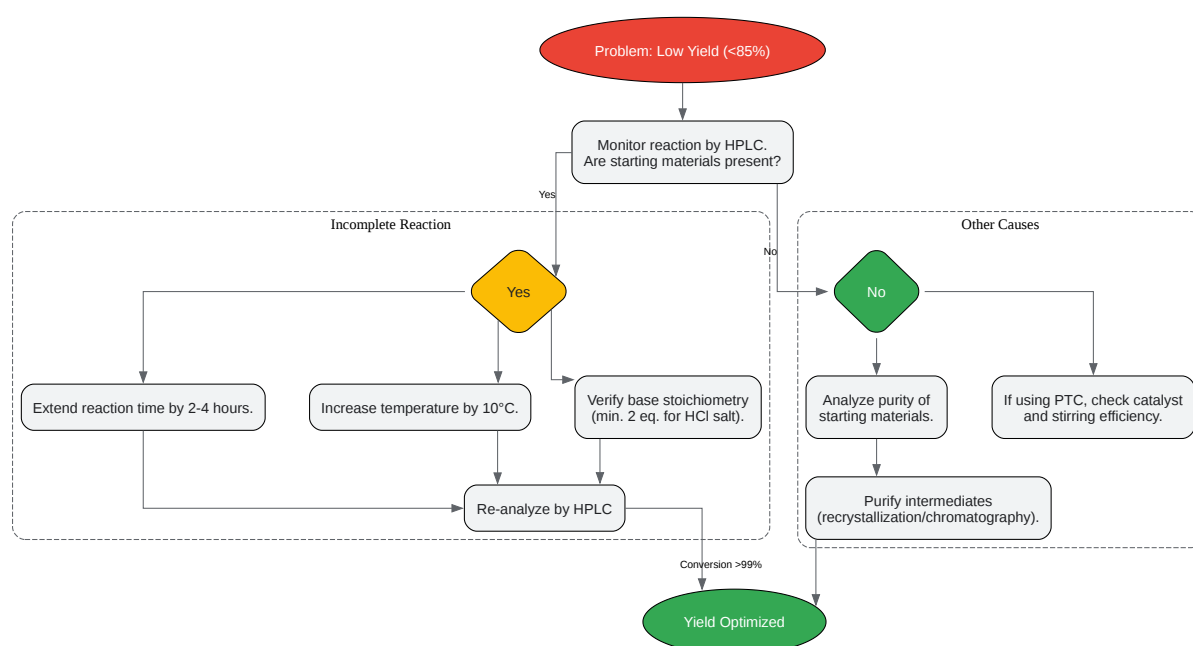 Problem: Low Yield (<85%)
Monitor reaction by HPLC.
Are starting materials present?
Yes
No
Incomplete Reaction
Other Causes
Yes
No
Extend reaction time by 2-4 hours.
Increase temperature by 10°C.
Verify base stoichiometry
(min. 2 eq. for HCl salt).
Analyze purity of
starting materials.
If using PTC, check catalyst
and stirring efficiency.
Re-analyze by HPLC
Purify intermediates
(recrystallization/chromatography).
Conversion >99%
Yield Optimized